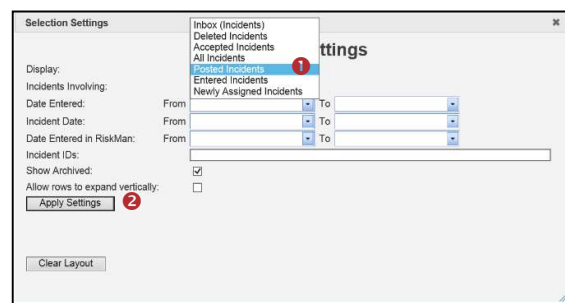 Selection Settings
Inbox (Incidents)
Deleted Incidents
Accepted Incidents
ttings
All Incidents
Display:
Posted Incidents
1
Entered Incidents
Incidents Involving:
Newly Assigned Incidents
Date Entered: From To
Incident Date: From To
Date Entered in RiskMan: From To
Incident IDs:
Show Archived:
Allow rows to expand vertically:
Apply Settings 2
Clear Layout